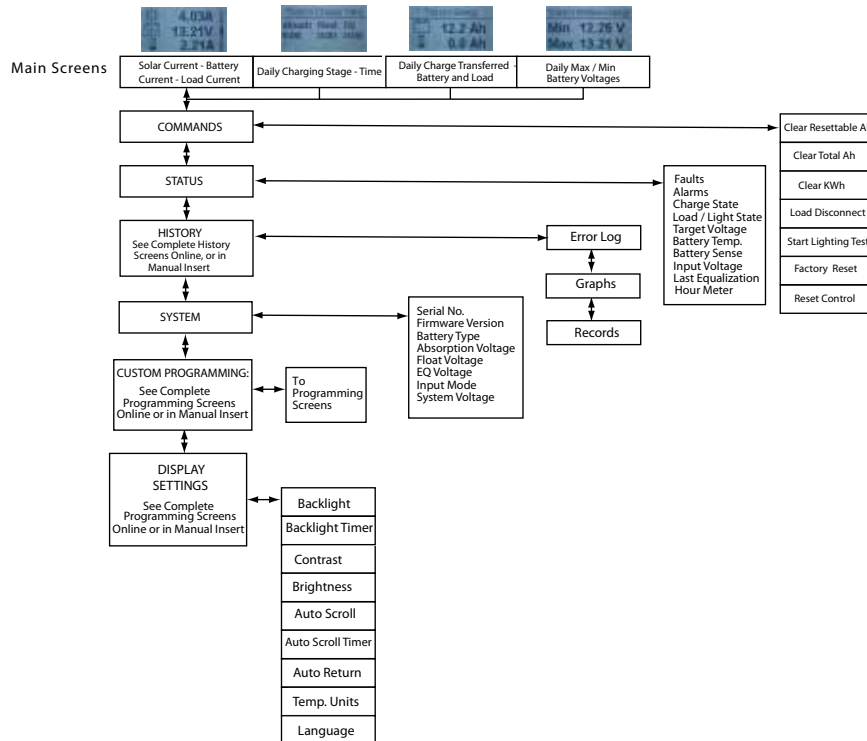 4.03A
13.21V
2.21A
12.2 Ah
0.0 Ah
Min 12.26 V
Max 13.21 V
Main Screens
Solar Current - Battery
Current - Load Current
Daily Charging Stage - Time
Daily Charge Transferred -
Battery and Load
Daily Max / Min
Battery Voltages
COMMANDS
Clear Resettable A
Clear Total Ah
Clear KWh
Load Disconnect
Start Lighting Test
Factory Reset
Reset Control
STATUS
Faults
Alarms
Charge State
Load / Light State
Target Voltage
Battery Temp.
Battery Sense
Input Voltage
Last Equalization
Hour Meter
HISTORY
See Complete History
Screens Online, or in
Manual Insert
Error Log
Graphs
Records
SYSTEM
Serial No.
Firmware Version
Battery Type
Absorption Voltage
Float Voltage
EQ Voltage
Input Mode
System Voltage
CUSTOM PROGRAMMING:
See Complete
Programming Screens
Online or in Manual Insert
To
Programming
Screens
DISPLAY
SETTINGS
See Complete
Programming Screens
Online or in Manual Insert
Backlight
Backlight Timer
Contrast
Brightness
Auto Scroll
Auto Scroll Timer
Auto Return
Temp. Units
Language